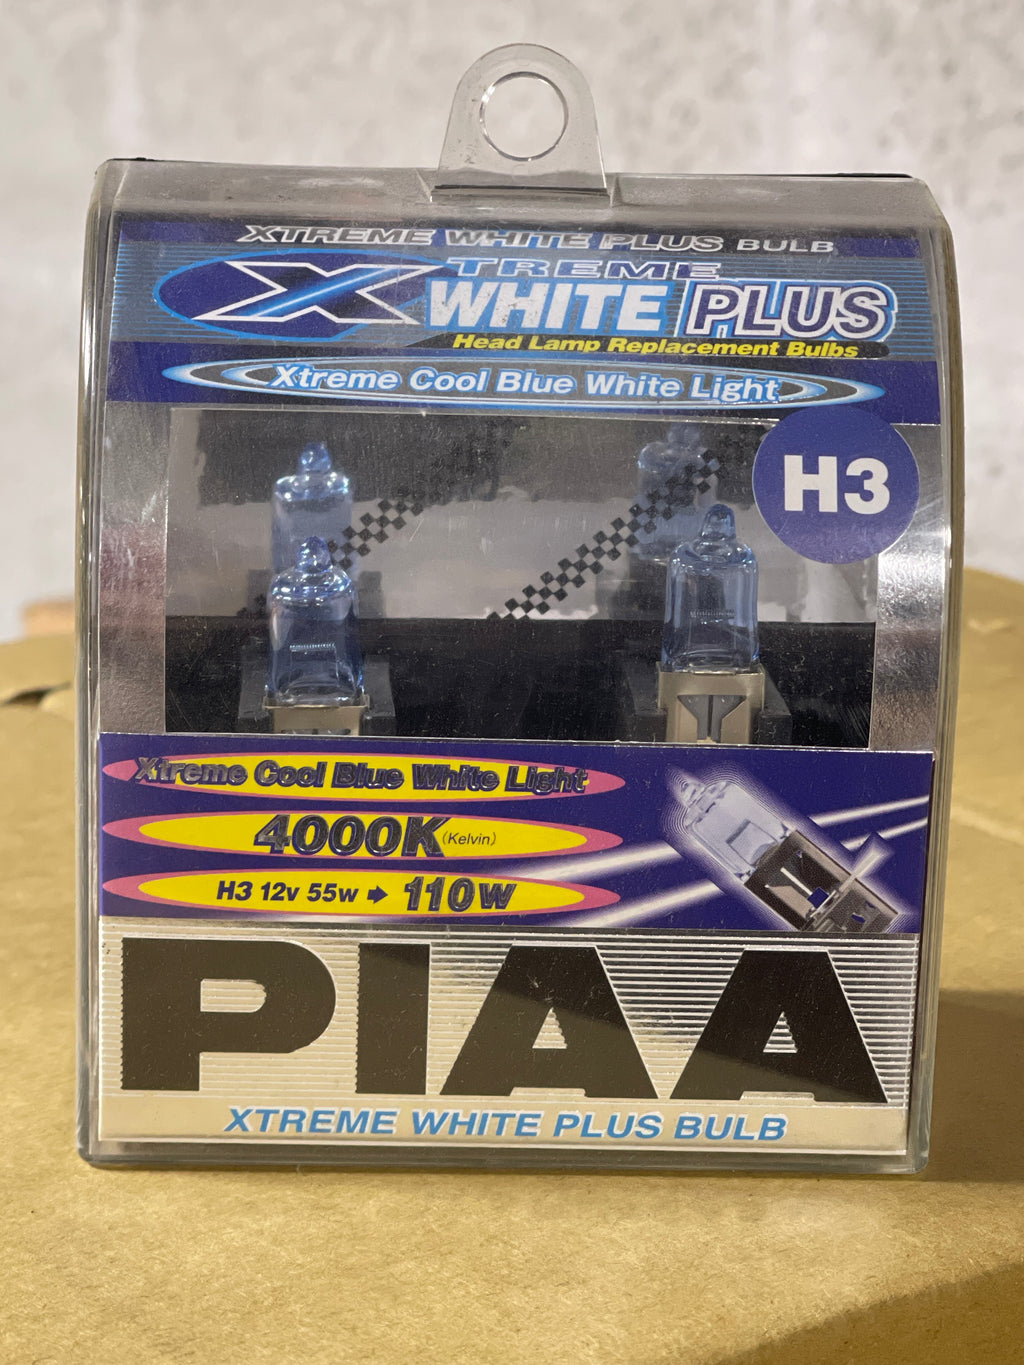 XTREME WHITE PLUS BULB
XTREME
WHITE PLUS
Head Lamp Replacement Bulbs
Xtreme Cool Blue White Light
H3
Xtreme Cool Blue White Light
4000K (Kelvin)
H3 12v 55w ➡ 110w
PIAA
XTREME WHITE PLUS BULB